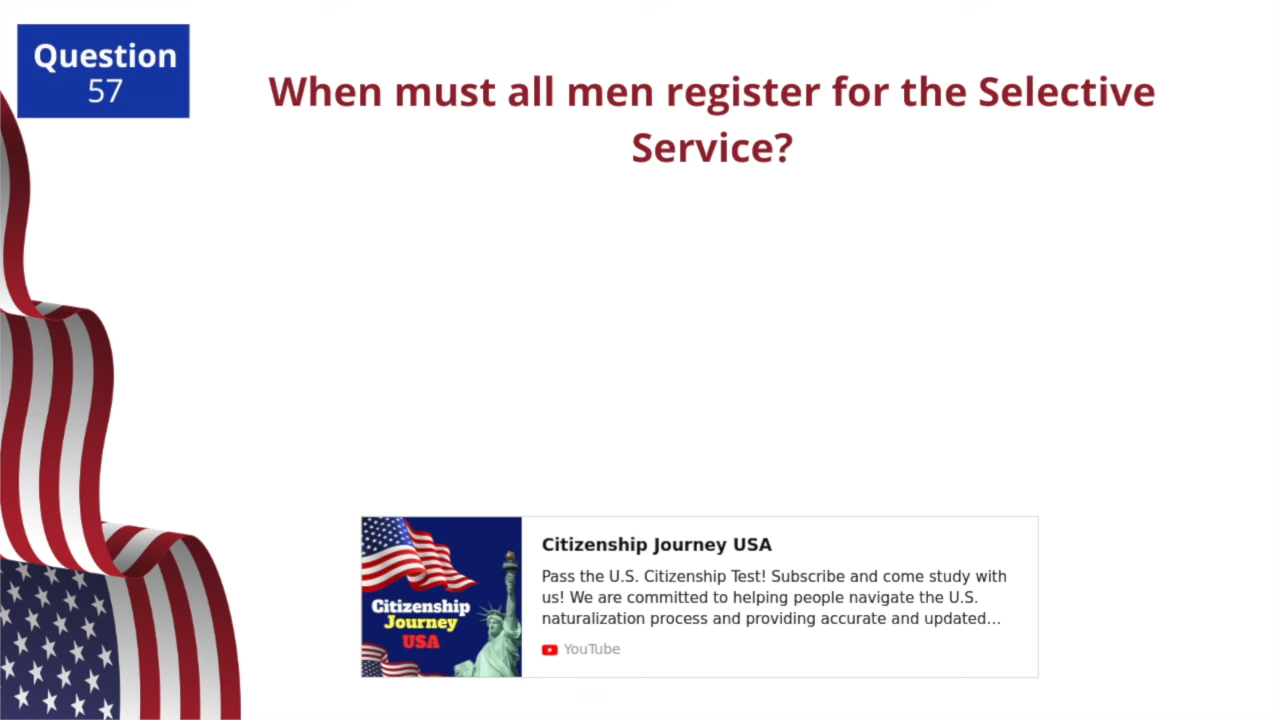 Question
57
When must all men register for the Selective
Service?
Citizenship Journey USA
Pass the U.S. Citizenship Test! Subscribe and come study with
us! We are committed to helping people navigate the U.S.
naturalization process and providing accurate and updated...
YouTube
Citizenship
Journey
USA